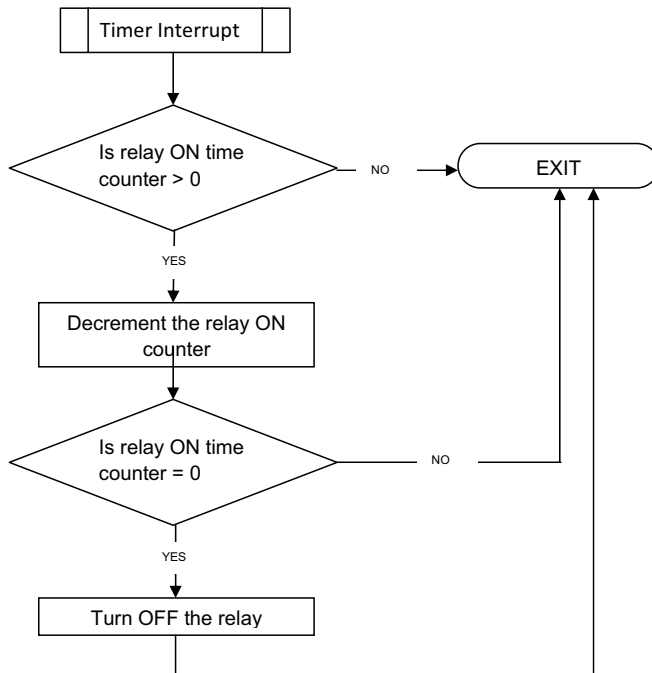 Timer Interrupt
Is relay ON time
counter > 0
NO
EXIT
YES
Decrement the relay ON
counter
Is relay ON time
counter = 0
NO
YES
Turn OFF the relay